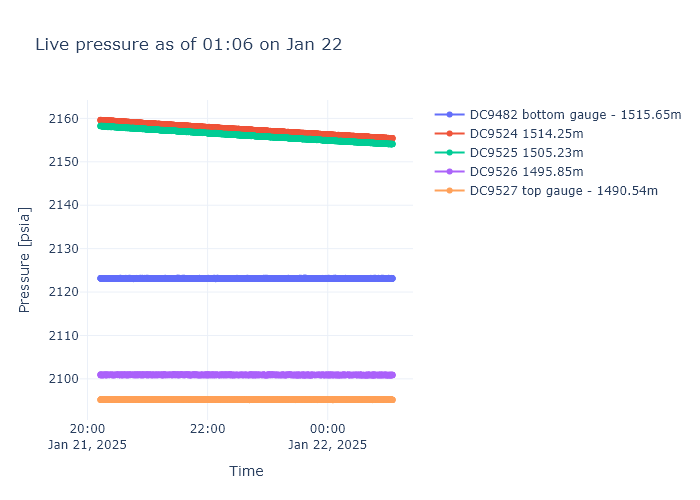 Live pressure as of 01:06 on Jan 22
DC9482 bottom gauge - 1515.65m
DC9524 1514.25m
DC9525 1505.23m
DC9526 1495.85m
DC9527 top gauge - 1490.54m
Pressure [psia]
2160
2150
2140
2130
2120
2110
2100
20:00
Jan 21, 2025
22:00
00:00
Jan 22, 2025
Time